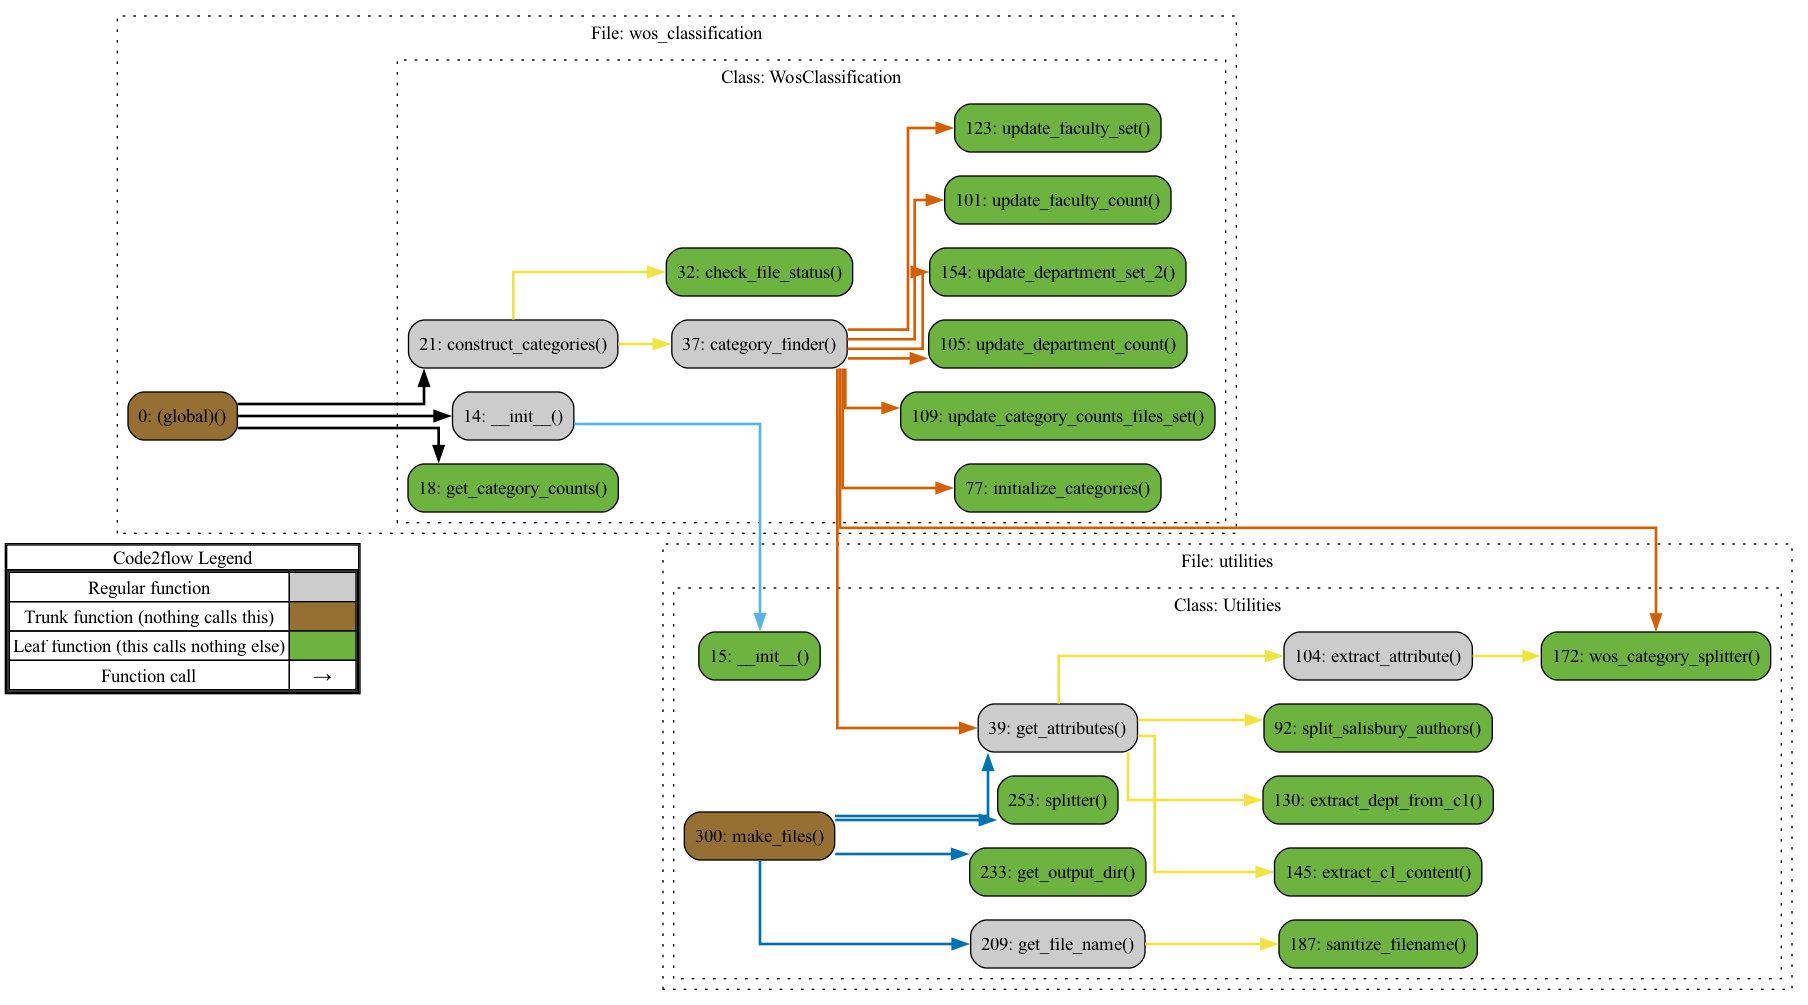 File: wos_classification
Class: WosClassification
123: update_faculty_set()
101: update_faculty_count()
32: check_file_status()
154: update_department_set_2()
21: construct_categories()
37: category_finder()
105: update_department_count()
0: (global)()
14: __init__()
109: update_category_counts_files_set()
18: get_category_counts()
77: initialize_categories()
Code2flow Legend
Regular function
Trunk function (nothing calls this)
Leaf function (this calls nothing else)
Function call →
File: utilities
Class: Utilities
15: __init__()
104: extract_attribute()
172: wos_category_splitter()
39: get_attributes()
92: split_salisbury_authors()
253: splitter()
130: extract_dept_from_c1()
300: make_files()
233: get_output_dir()
145: extract_c1_content()
209: get_file_name()
187: sanitize_filename()